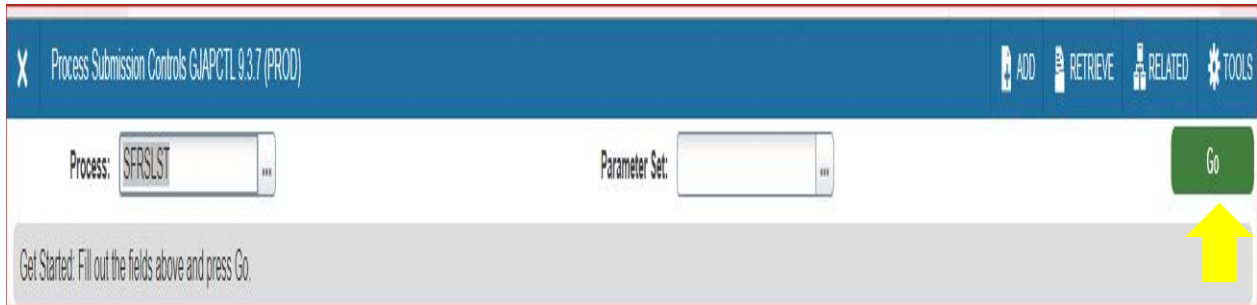 Process Submission Controls GJAPCTL 9.3.7 (PROD) ADD RETRIEVE RELATED TOOLS
Process: SFRSLST ... Parameter Set: ... Go
Get Started: Fill out the fields above and press Go.